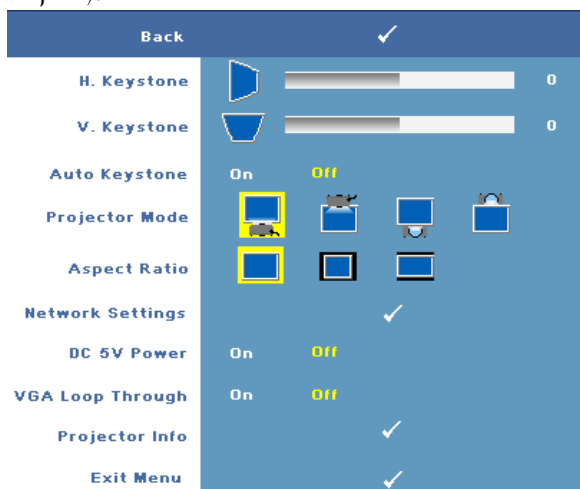 Back
H. Keystone 0
V. Keystone 0
Auto Keystone On Off
Projector Mode
Aspect Ratio
Network Settings
DC 5V Power On Off
VGA Loop Through On Off
Projector Info
Exit Menu